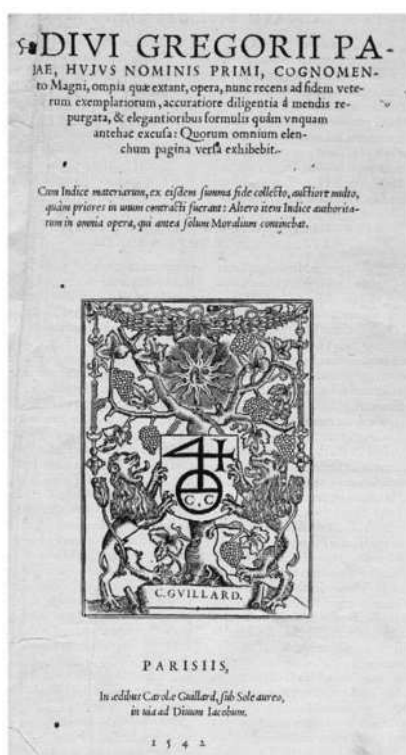 DIVI GREGORII PA-
PAE, HVJVS NOMINIS PRIMI, COGNOMEN-
to Magni, omnia quæ extant, opera, nunc recens ad fidem vete-
rum exemplariorum, accuratiore diligentia à mendis re-
purgata, & elegantioribus formulis quàm vnquam
antehac excusa: Quorum omnium elen-
chum pagina versa exhibebit.
Cum Indice materiarum, ex eisdem summa fide collecto, auctiore multo,
quàm priores in unum contracti fuerant: Altero item Indice authorita-
tum in omnia opera, qui antea solum Moralium continebat.
C.C
C. GVILLARD.
PARISIIS,
In ædibus Carolæ Guillard, sub Sole aureo,
in uia ad Diuum Iacobum.
1542